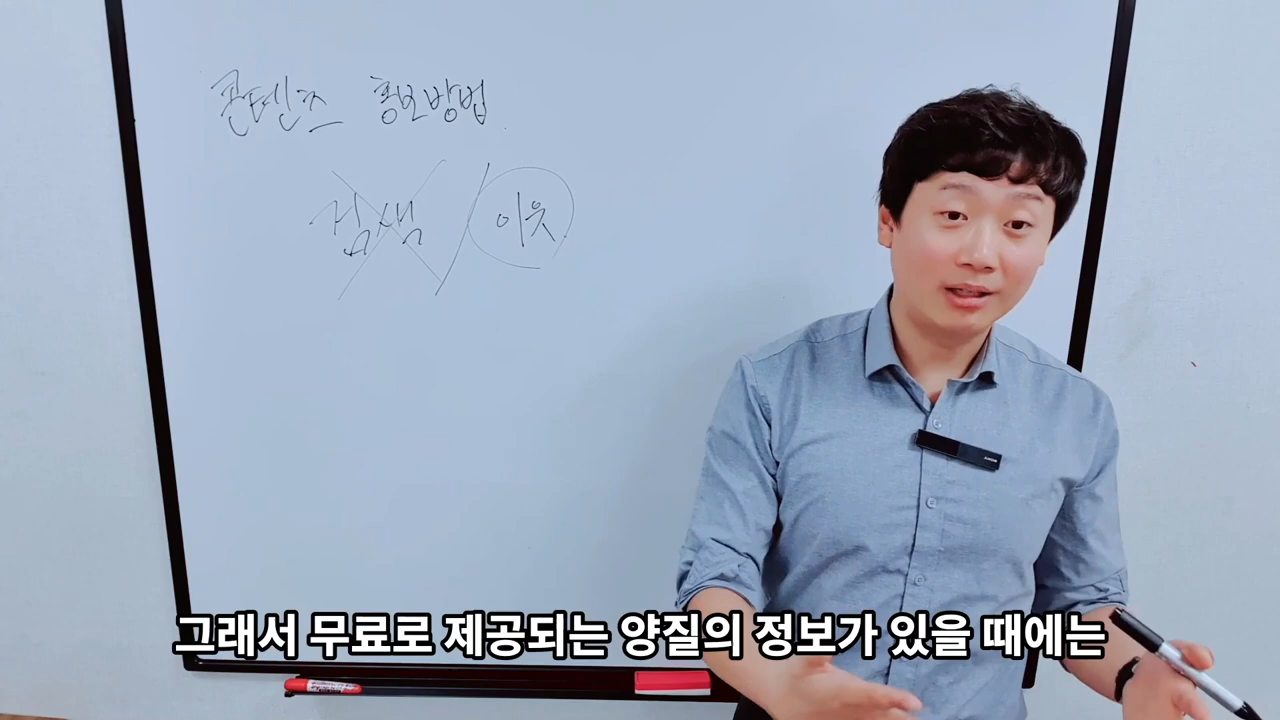 콘텐츠 홍보방법
검색 / 이웃
그래서 무료로 제공되는 양질의 정보가 있을 때에는